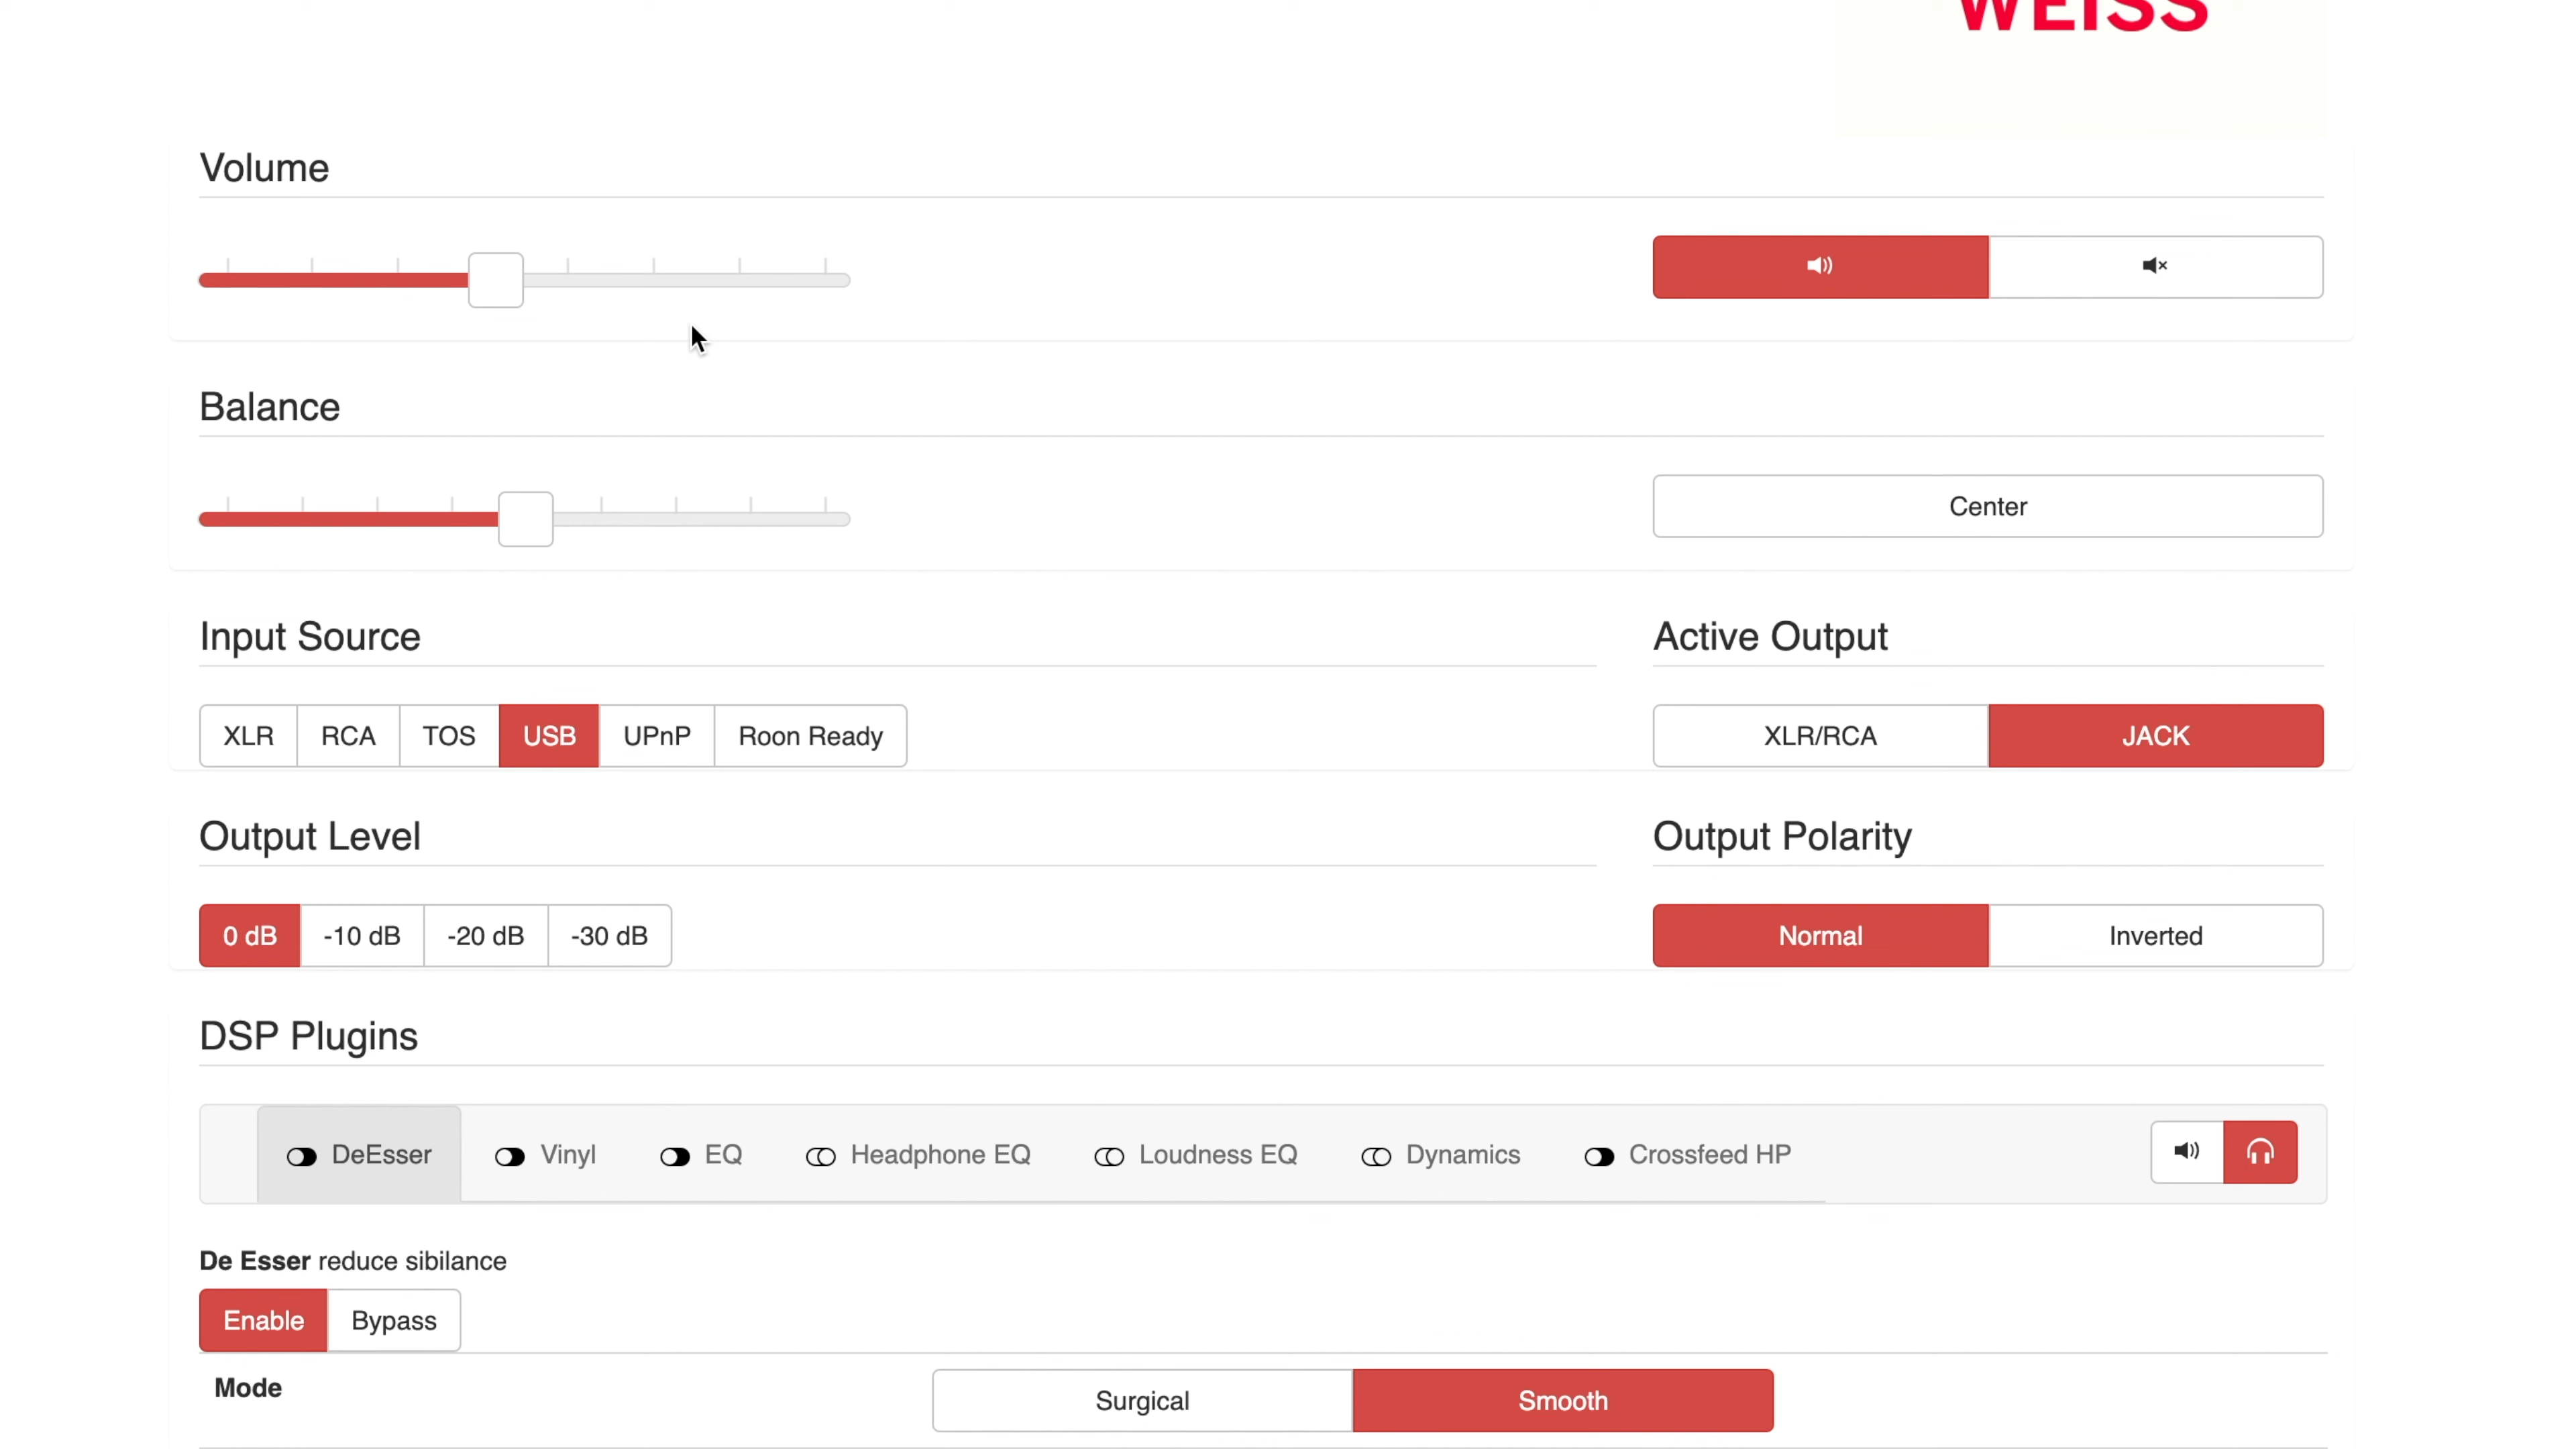 WEISS
Volume
Balance
Center
Input Source
Active Output
XLR RCA TOS USB UPnP Roon Ready
XLR/RCA JACK
Output Level
Output Polarity
0 dB -10 dB -20 dB -30 dB
Normal Inverted
DSP Plugins
DeEsser Vinyl EQ Headphone EQ Loudness EQ Dynamics Crossfeed HP
De Esser reduce sibilance
Enable Bypass
Mode
Surgical Smooth